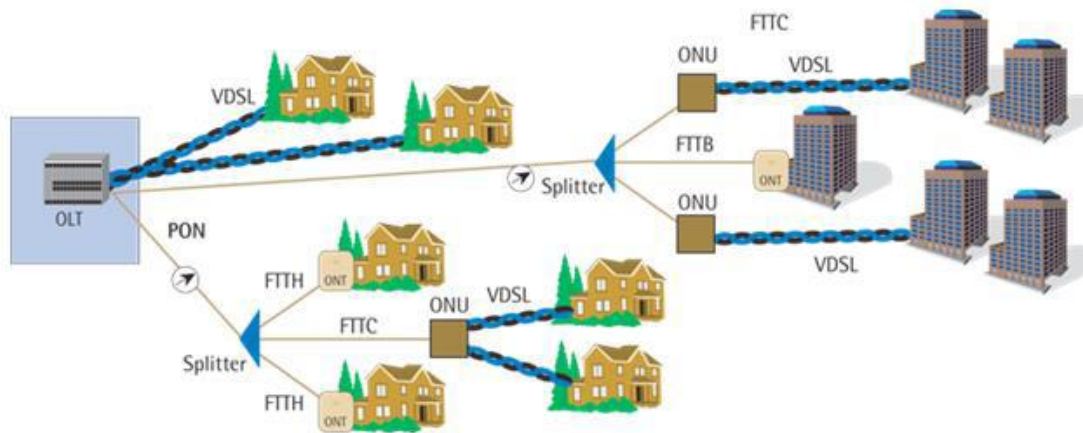 FTTC
ONU
VDSL
VDSL
FTTB
ONT
Splitter
OLT
ONU
VDSL
PON
FTTH
ONT
ONU
VDSL
FTTC
Splitter
FTTH
ONT